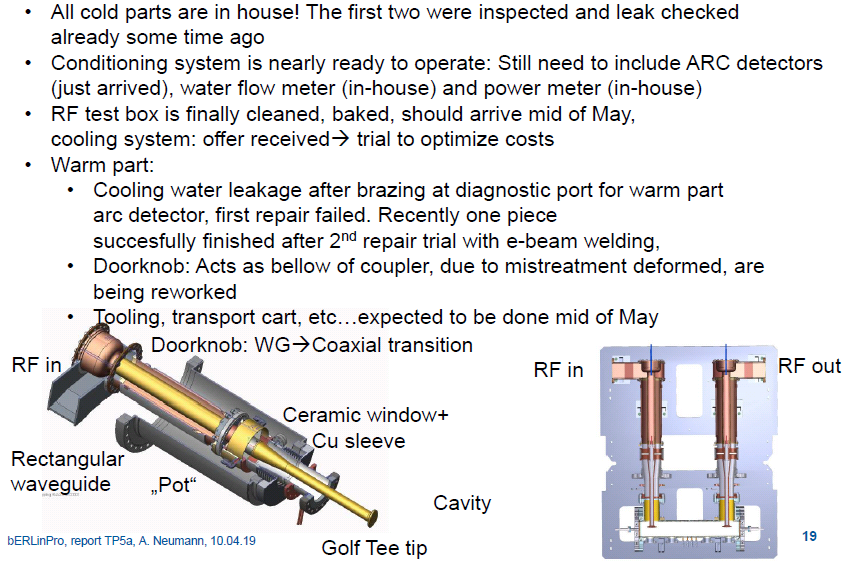 • All cold parts are in house! The first two were inspected and leak checked
already some time ago
• Conditioning system is nearly ready to operate: Still need to include ARC detectors
(just arrived), water flow meter (in-house) and power meter (in-house)
• RF test box is finally cleaned, baked, should arrive mid of May,
cooling system: offer received→ trial to optimize costs
• Warm part:
• Cooling water leakage after brazing at diagnostic port for warm part
arc detector, first repair failed. Recently one piece
succesfully finished after 2nd repair trial with e-beam welding,
• Doorknob: Acts as bellow of coupler, due to mistreatment deformed, are
being reworked
• Tooling, transport cart, etc…expected to be done mid of May
Doorknob: WG→Coaxial transition
RF in
RF in
RF out
Ceramic window+
Cu sleeve
Rectangular
waveguide
„Pot“
Cavity
Golf Tee tip
bERLinPro, report TP5a, A. Neumann, 10.04.19
19